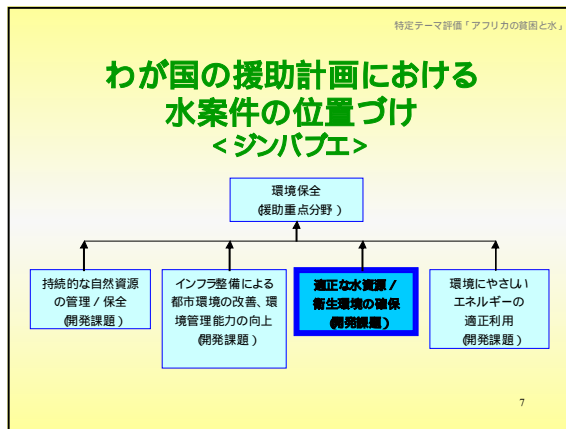 特定テーマ評価「アフリカの貧困と水」
わが国の援助計画における
水案件の位置づけ
<ジンバブエ>
環境保全
(援助重点分野)
持続的な自然資源
の管理/保全
(開発課題)
インフラ整備による
都市環境の改善、環
境管理能力の向上
(開発課題)
適正な水資源/
衛生環境の確保
(開発課題)
環境にやさしい
エネルギーの
適正利用
(開発課題)
7